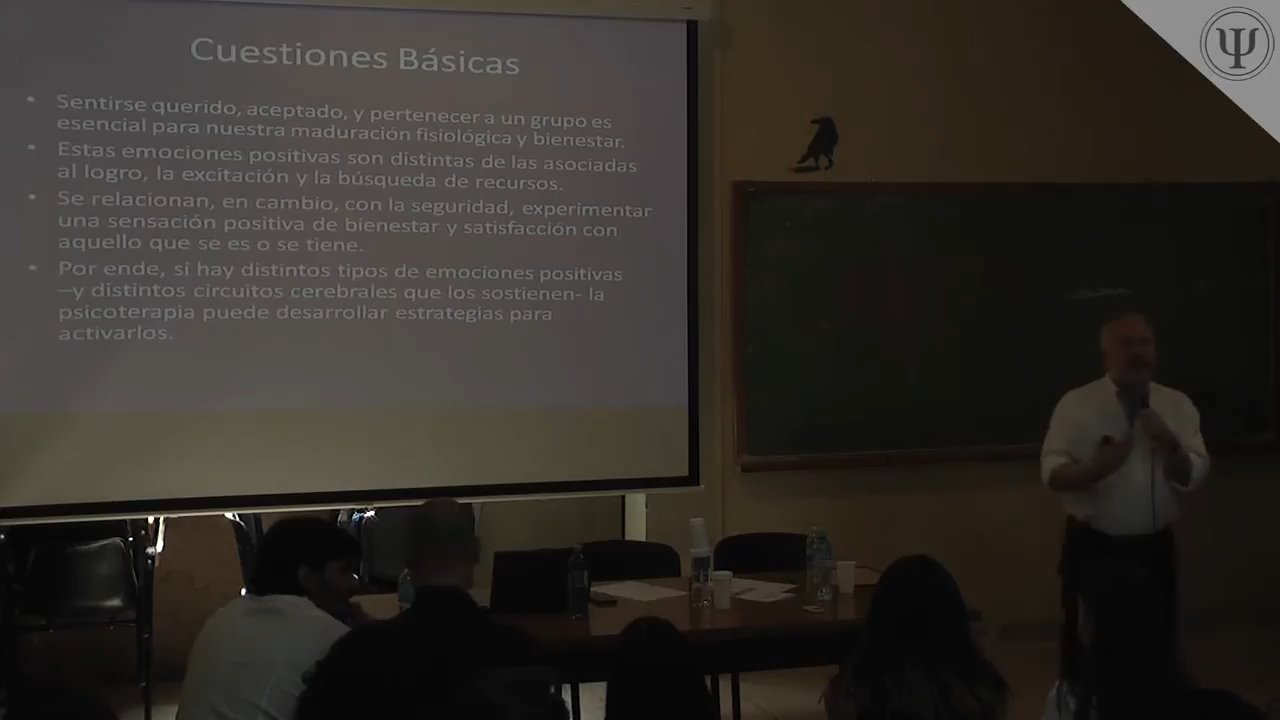 Cuestiones Básicas
• Sentirse querido, aceptado, y pertenecer a un grupo es
esencial para nuestra maduración fisiológica y bienestar.
• Estas emociones positivas son distintas de las asociadas
al logro, la excitación y la búsqueda de recursos.
• Se relacionan, en cambio, con la seguridad, experimentar
una sensación positiva de bienestar y satisfacción con
aquello que se es o se tiene.
• Por ende, si hay distintos tipos de emociones positivas
–y distintos circuitos cerebrales que los sostienen- la
psicoterapia puede desarrollar estrategias para
activarlos.
Ψ